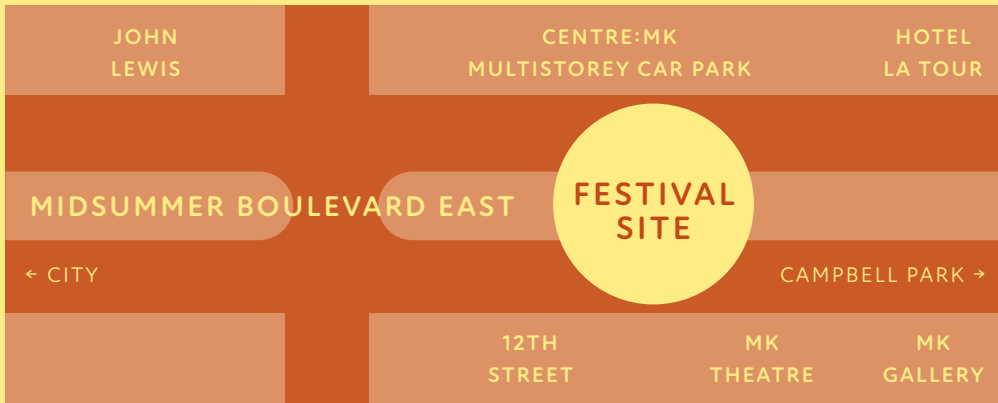 JOHN
LEWIS
CENTRE:MK
MULTISTOREY CAR PARK
HOTEL
LA TOUR
MIDSUMMER BOULEVARD EAST
FESTIVAL
SITE
← CITY
CAMPBELL PARK →
12TH
STREET
MK
THEATRE
MK
GALLERY